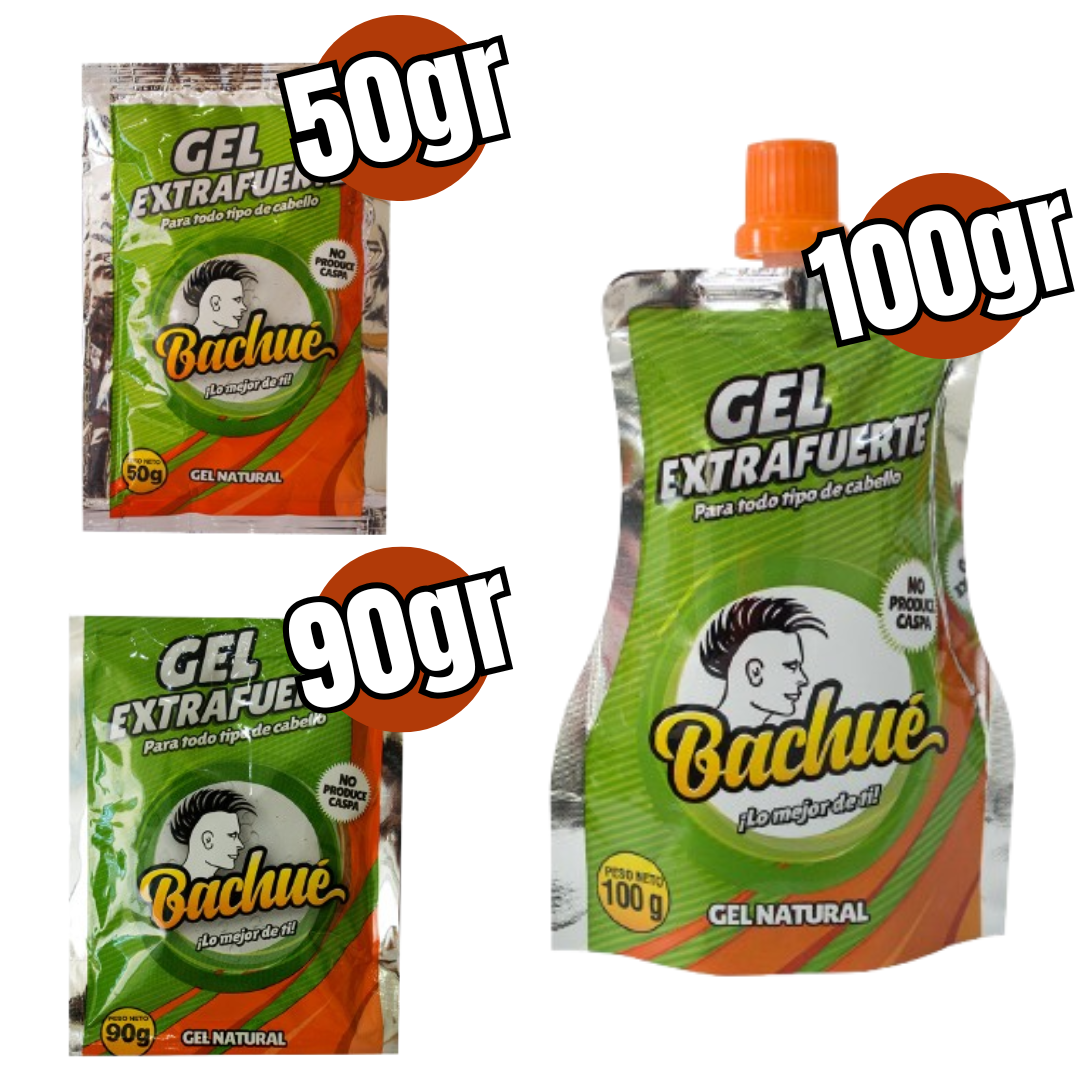 50gr
GEL
EXTRAFUERTE
Para todo tipo de cabello
NO
PRODUCE
CASPA
Bachué
¡Lo mejor de ti!
PESO NETO
50g
GEL NATURAL
90gr
GEL
Para todo tipo de cabello
NO
PRODUCE
CASPA
Bachué
¡Lo mejor de ti!
PESO NETO
90g
GEL NATURAL
100gr
GEL
EXTRAFUERTE
Para todo tipo de cabello
NO
PRODUCE
CASPA
Bachué
¡Lo mejor de ti!
PESO NETO
100 g
GEL NATURAL